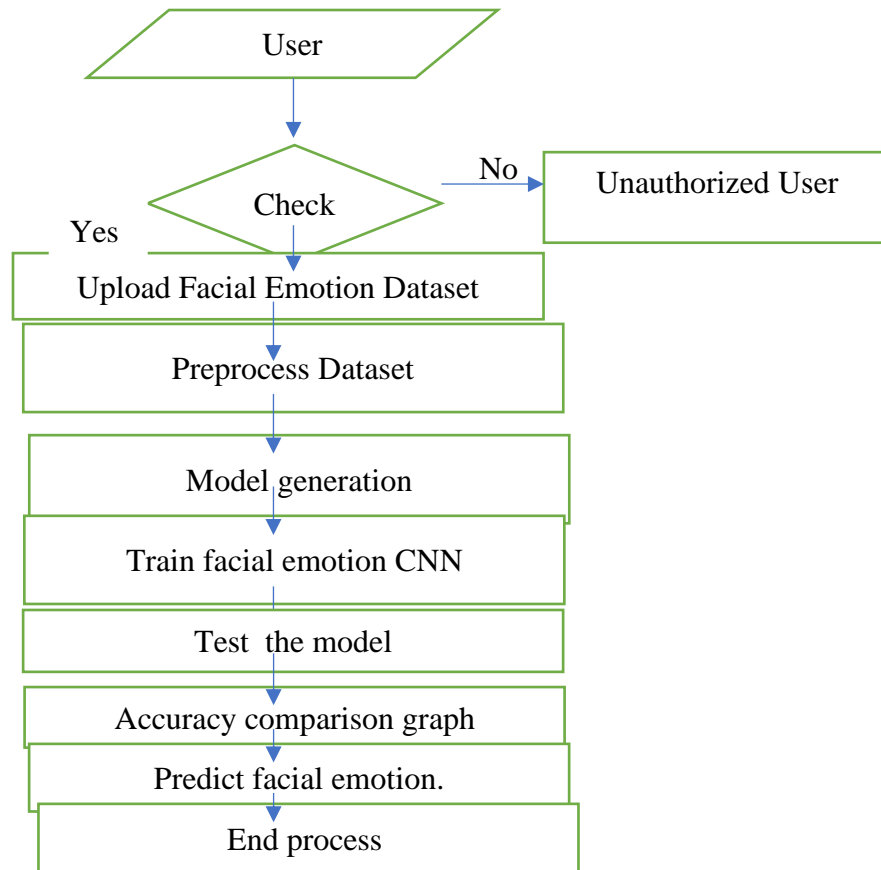 User
Check
No
Unauthorized User
Yes
Upload Facial Emotion Dataset
Preprocess Dataset
Model generation
Train facial emotion CNN
Test the model
Accuracy comparison graph
Predict facial emotion.
End process